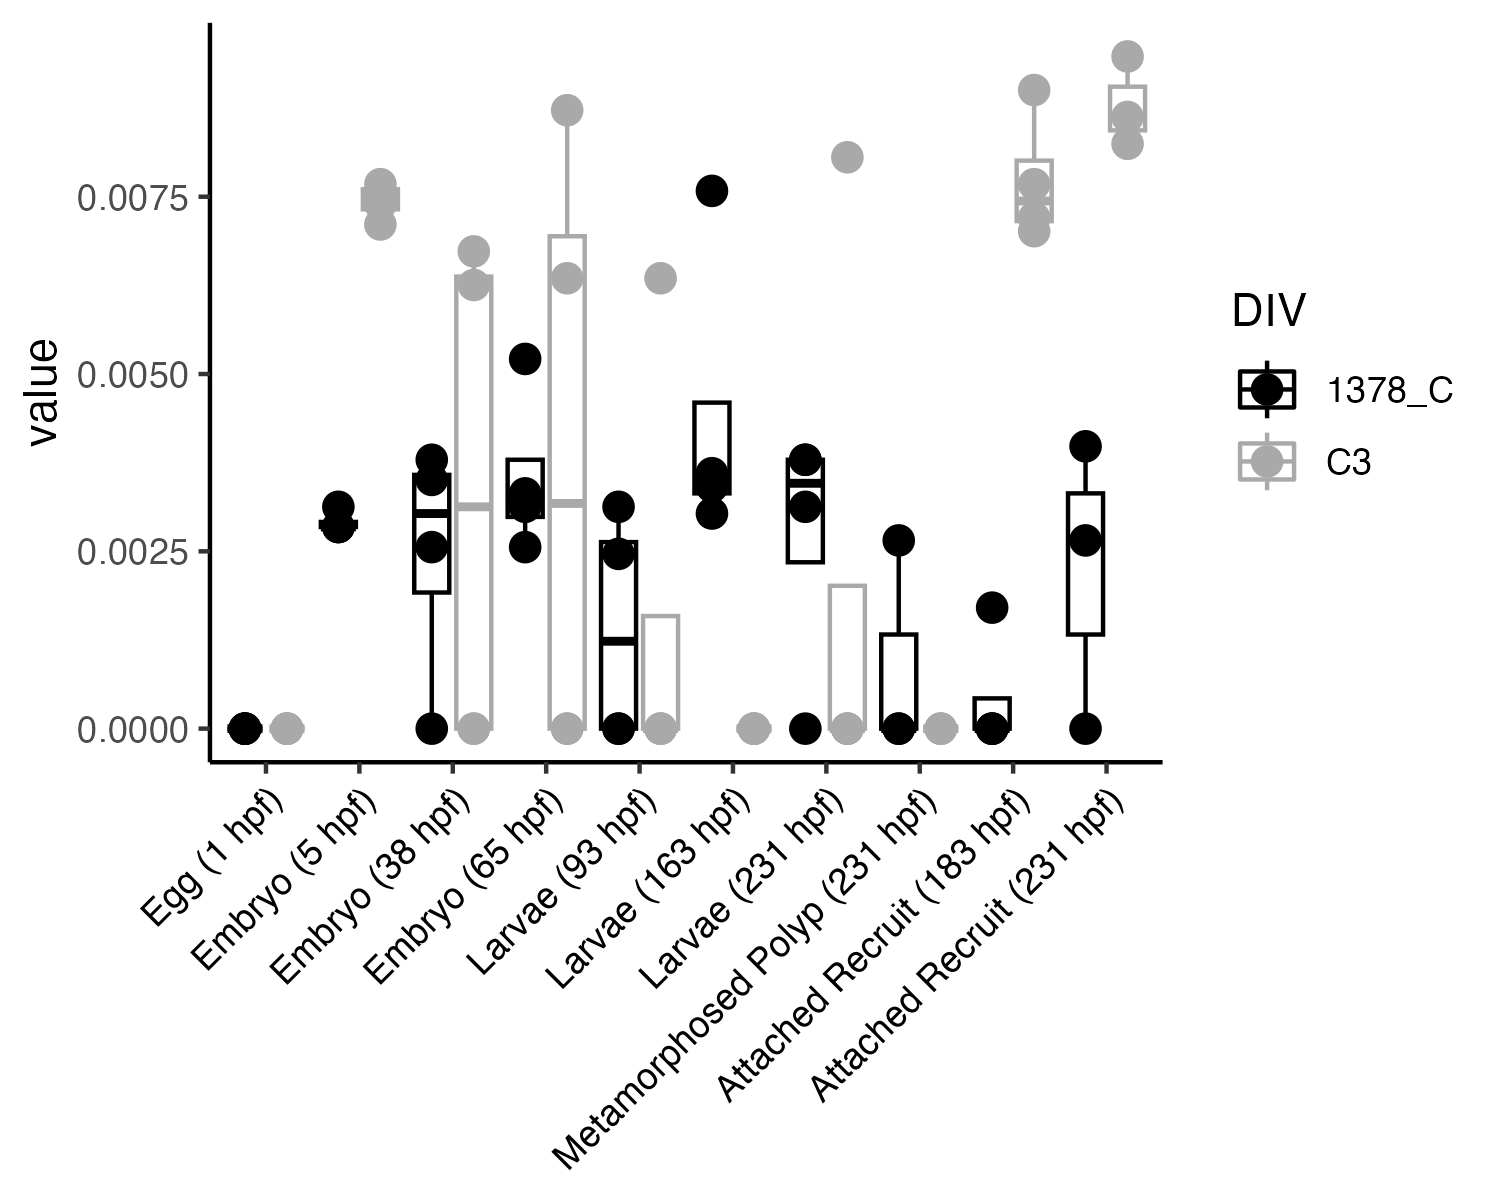 value
0.0075
0.0050
0.0025
0.0000
Egg (1 hpf)
Embryo (5 hpf)
Embryo (38 hpf)
Embryo (65 hpf)
Larvae (93 hpf)
Larvae (163 hpf)
Larvae (231 hpf)
Metamorphosed Polyp (231 hpf)
Attached Recruit (183 hpf)
Attached Recruit (231 hpf)
DIV
1378_C
C3